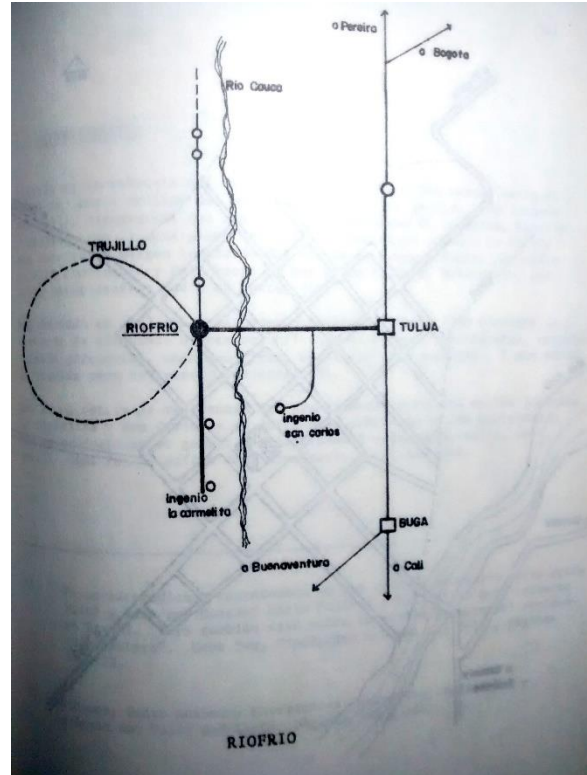 a Pereira
a Bogota
Rio Cauca
TRUJILLO
RIOFRIO
TULUA
ingenio
san carlos
ingenio
la carmelita
BUGA
a Buenaventura
a Cali
RIOFRIO